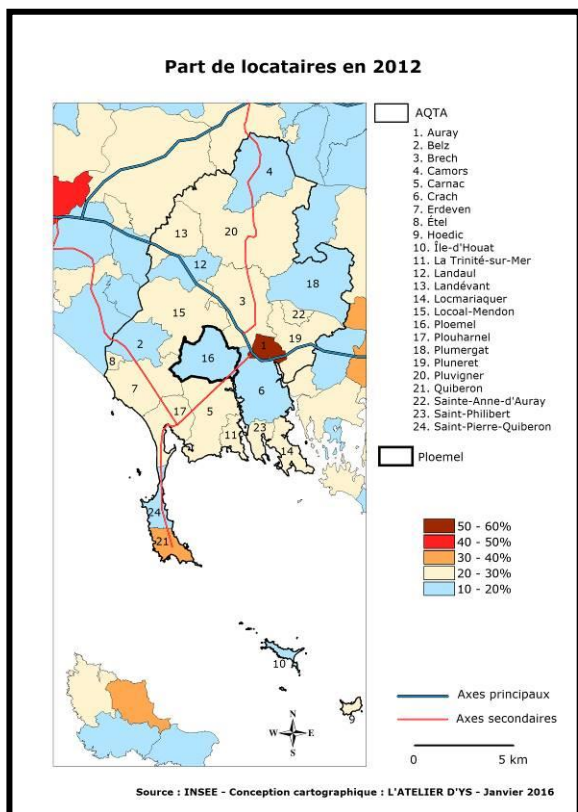 Part de locataires en 2012
AQTA
1. Auray
2. Belz
3. Brech
4. Camors
5. Carnac
6. Crach
7. Erdeven
8. Étel
9. Hoedic
10. Île-d'Houat
11. La Trinité-sur-Mer
12. Landaul
13. Landévant
14. Locmariaquer
15. Locoal-Mendon
16. Ploemel
17. Plouharnel
18. Plumergat
19. Pluneret
20. Pluvigner
21. Quiberon
22. Sainte-Anne-d'Auray
23. Saint-Philibert
24. Saint-Pierre-Quiberon
Ploemel
4
13
20
12
18
3
15
22
1
19
2
16
8
6
7
17
5
23
11
14
24
21
10
9
50 - 60%
40 - 50%
30 - 40%
20 - 30%
10 - 20%
N
W E
S
Axes principaux
Axes secondaires
0 5 km
Source : INSEE - Conception cartographique : L'ATELIER D'YS - Janvier 2016